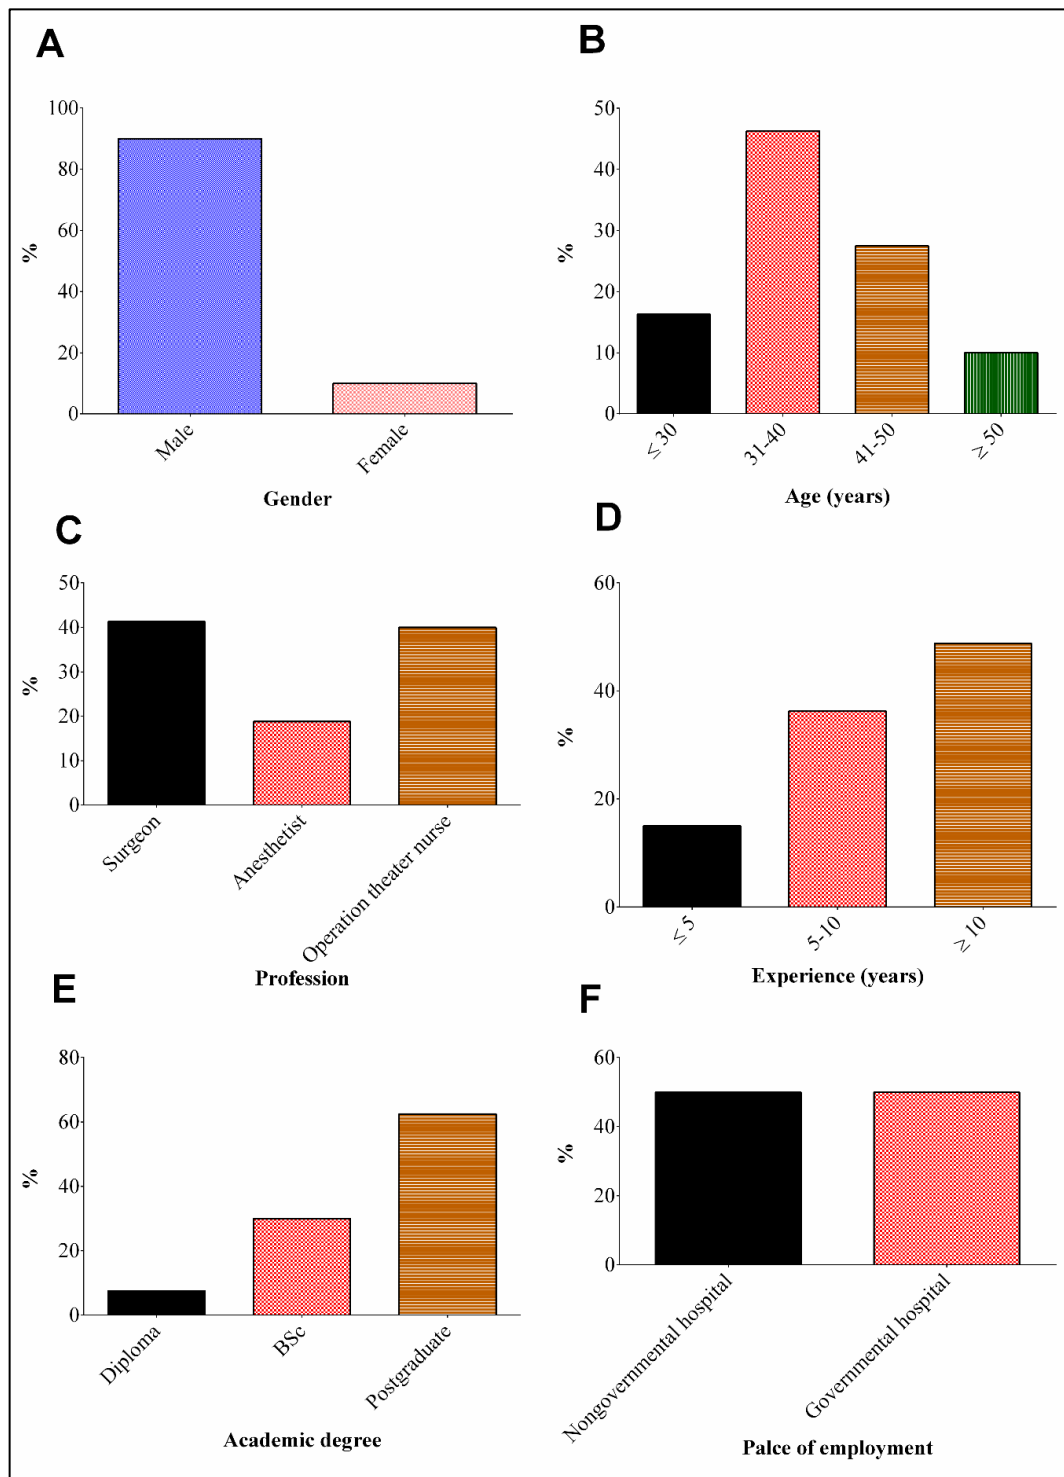 A
100
80
60
40
20
0
%
Male
Female
Gender
B
50
40
30
20
10
0
%
≤ 30
31-40
41-50
≥ 50
Age (years)
C
50
40
30
20
10
0
%
Surgeon
Anesthetist
Operation theater nurse
Profession
D
60
40
20
0
%
≤ 5
5-10
≥ 10
Experience (years)
E
80
60
40
20
0
%
Diploma
BSc
Postgraduate
Academic degree
F
60
40
20
0
%
Nongovernmental hospital
Governmental hospital
Palce of employment